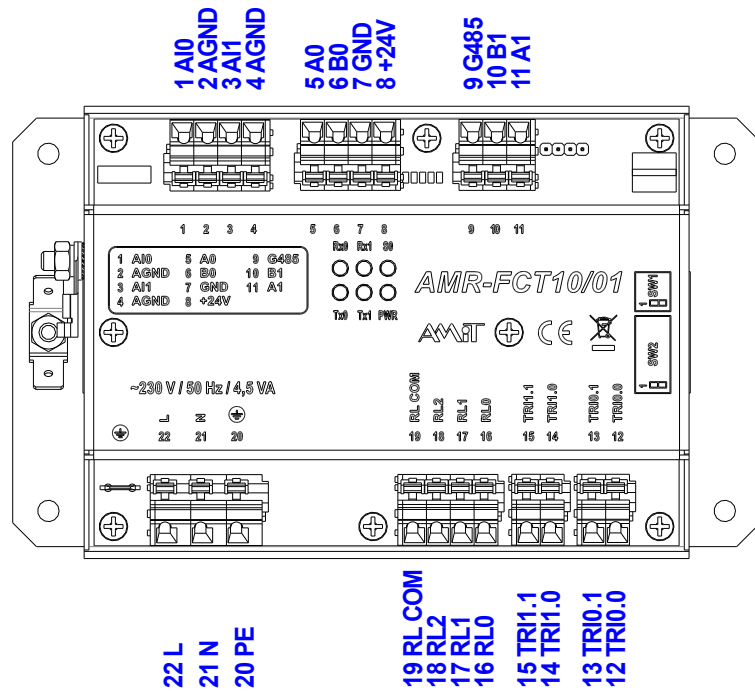 1 AI0
2 AGND
3 AI1
4 AGND
5 A0
6 B0
7 GND
8 +24V
9 G485
10 B1
11 A1
1 2 3 4 5 6 7 8 9 10 11
Rx0 Rx1 S0
1 AI0 5 A0 9 G485
2 AGND 6 B0 10 B1
3 AI1 7 GND 11 A1
4 AGND 8 +24V
Tx0 Tx1 PWR
AMR-FCT10/01
AMiT
CE
SW1
1
SW2
1
~230 V / 50 Hz / 4,5 VA
L N
RL COM RL2 RL1 RL0 TRI1.1 TRI1.0 TRI0.1 TRI0.0
22 21 20 19 18 17 16 15 14 13 12
22 L
21 N
20 PE
19 RL COM
18 RL2
17 RL1
16 RL0
15 TRI1.1
14 TRI1.0
13 TRI0.1
12 TRI0.0